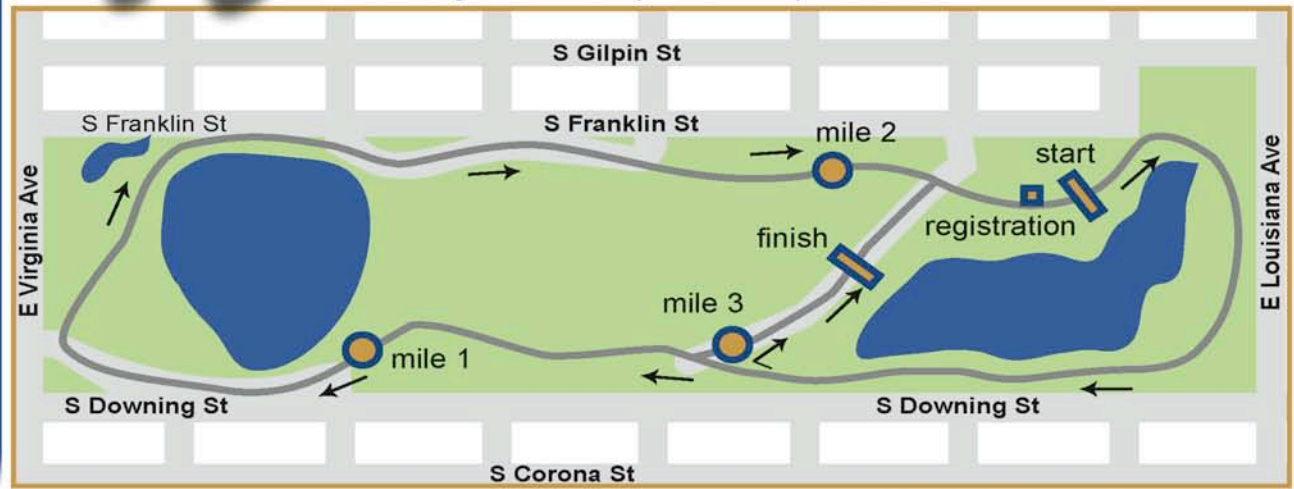 S Gilpin St
S Franklin St
S Franklin St
mile 2
start
registration
finish
mile 3
mile 1
S Downing St
S Downing St
S Corona St
E Virginia Ave
E Louisiana Ave